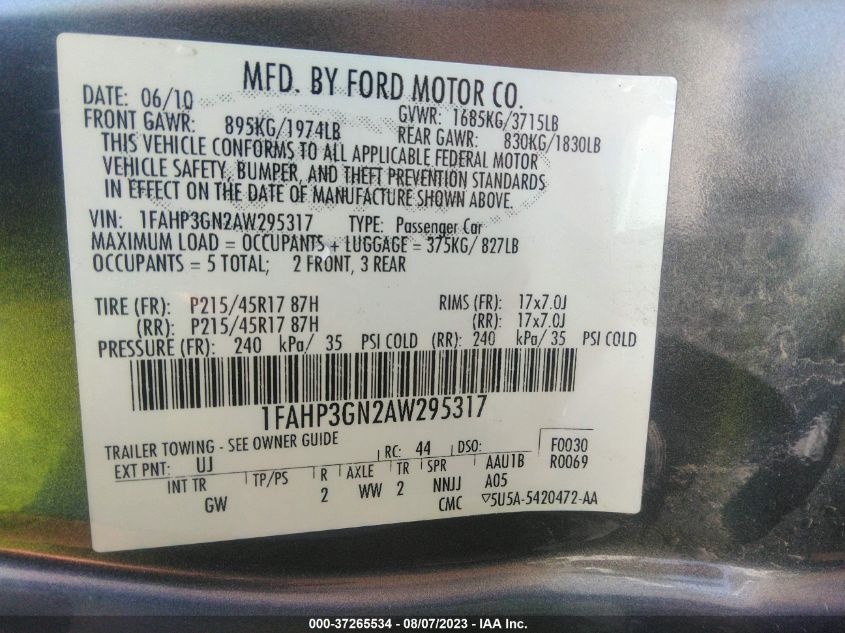 MFD. BY FORD MOTOR CO.
DATE: 06/10 GVWR: 1685KG/3715LB
FRONT GAWR: 895KG/1974LB REAR GAWR: 830KG/1830LB
THIS VEHICLE CONFORMS TO ALL APPLICABLE FEDERAL MOTOR
VEHICLE SAFETY, BUMPER, AND THEFT PREVENTION STANDARDS
IN EFFECT ON THE DATE OF MANUFACTURE SHOWN ABOVE.
VIN: 1FAHP3GN2AW295317 TYPE: Passenger Car
MAXIMUM LOAD = OCCUPANTS + LUGGAGE = 375KG/ 827LB
OCCUPANTS = 5 TOTAL; 2 FRONT, 3 REAR
TIRE (FR): P215/45R17 87H RIMS (FR): 17x7.0J
(RR): P215/45R17 87H (RR): 17x7.0J
PRESSURE (FR): 240 kPa/ 35 PSI COLD (RR): 240 kPa/ 35 PSI COLD
1FAHP3GN2AW295317
TRAILER TOWING - SEE OWNER GUIDE
EXT PNT: UJ RC: 44 DSO: F0030
R0069
INT TR TP/PS R AXLE TR SPR AAU1B
GW 2 WW 2 NNJJ A05
CMC 5U5A-5420472-AA
000-37265534 - 08/07/2023 - IAA Inc.